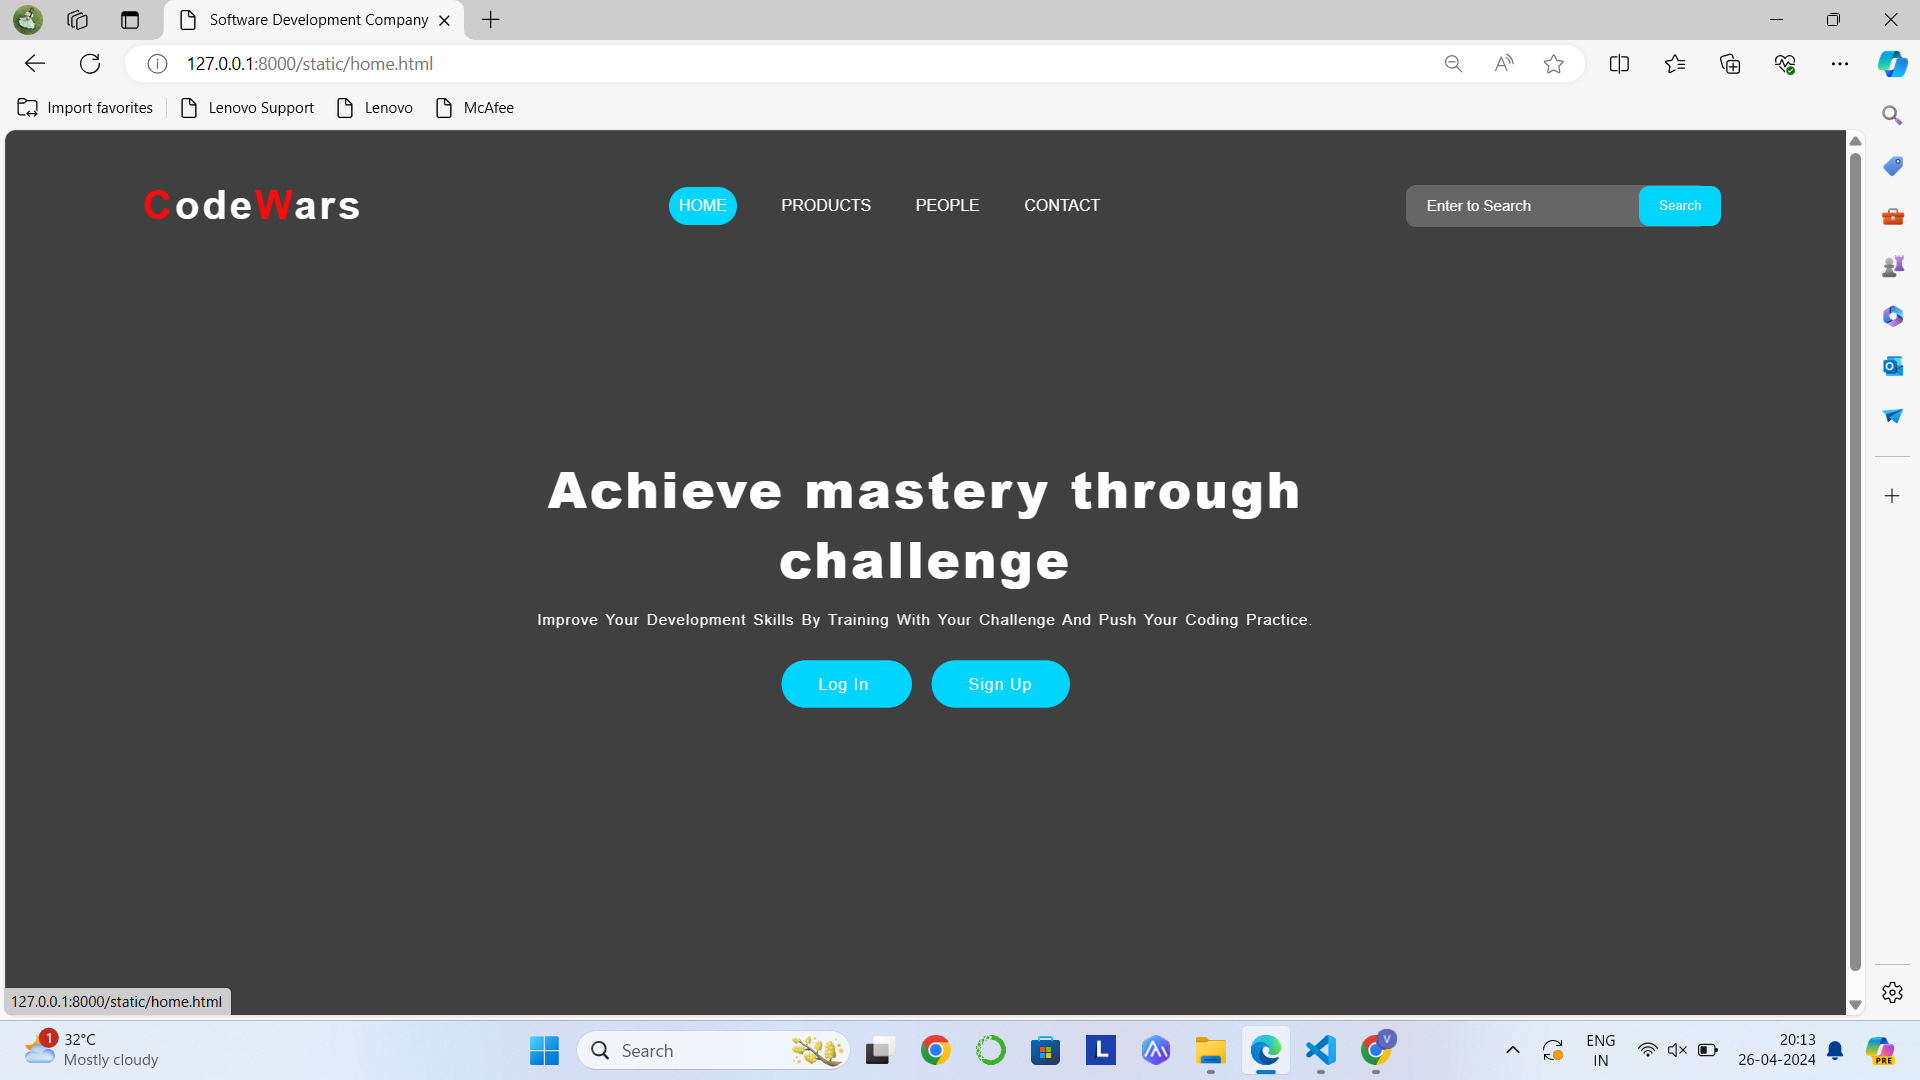 Software Development Company
127.0.0.1:8000/static/home.html
Import favorites
Lenovo Support
Lenovo
McAfee
CodeWars
HOME
PRODUCTS
PEOPLE
CONTACT
Enter to Search
Search
Achieve mastery through
challenge
Improve Your Development Skills By Training With Your Challenge And Push Your Coding Practice.
Log In
Sign Up
127.0.0.1:8000/static/home.html
1
32°C
Mostly cloudy
Search
L
V
ENG
IN
20:13
26-04-2024
PRE